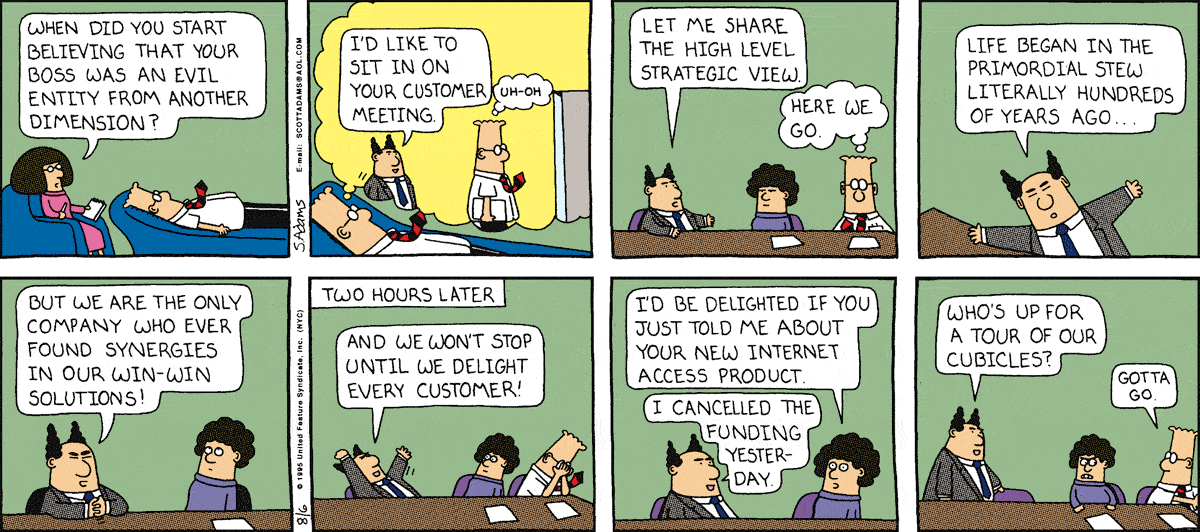 WHEN DID YOU START
BELIEVING THAT YOUR
BOSS WAS AN EVIL
ENTITY FROM ANOTHER
DIMENSION?
E-mail: SCOTTADAMS@AOL.COM
S.Adams
I'D LIKE TO
SIT IN ON
YOUR CUSTOMER
MEETING.
UH-OH
LET ME SHARE
THE HIGH LEVEL
STRATEGIC VIEW.
HERE WE
GO.
LIFE BEGAN IN THE
PRIMORDIAL STEW
LITERALLY HUNDREDS
OF YEARS AGO...
BUT WE ARE THE ONLY
COMPANY WHO EVER
FOUND SYNERGIES
IN OUR WIN-WIN
SOLUTIONS!
© 1995 United Feature Syndicate, Inc. (NYC)
8/6
TWO HOURS LATER
AND WE WON'T STOP
UNTIL WE DELIGHT
EVERY CUSTOMER!
I'D BE DELIGHTED IF YOU
JUST TOLD ME ABOUT
YOUR NEW INTERNET
ACCESS PRODUCT.
I CANCELLED THE
FUNDING
YESTER-
DAY.
WHO'S UP FOR
A TOUR OF OUR
CUBICLES?
GOTTA
GO.